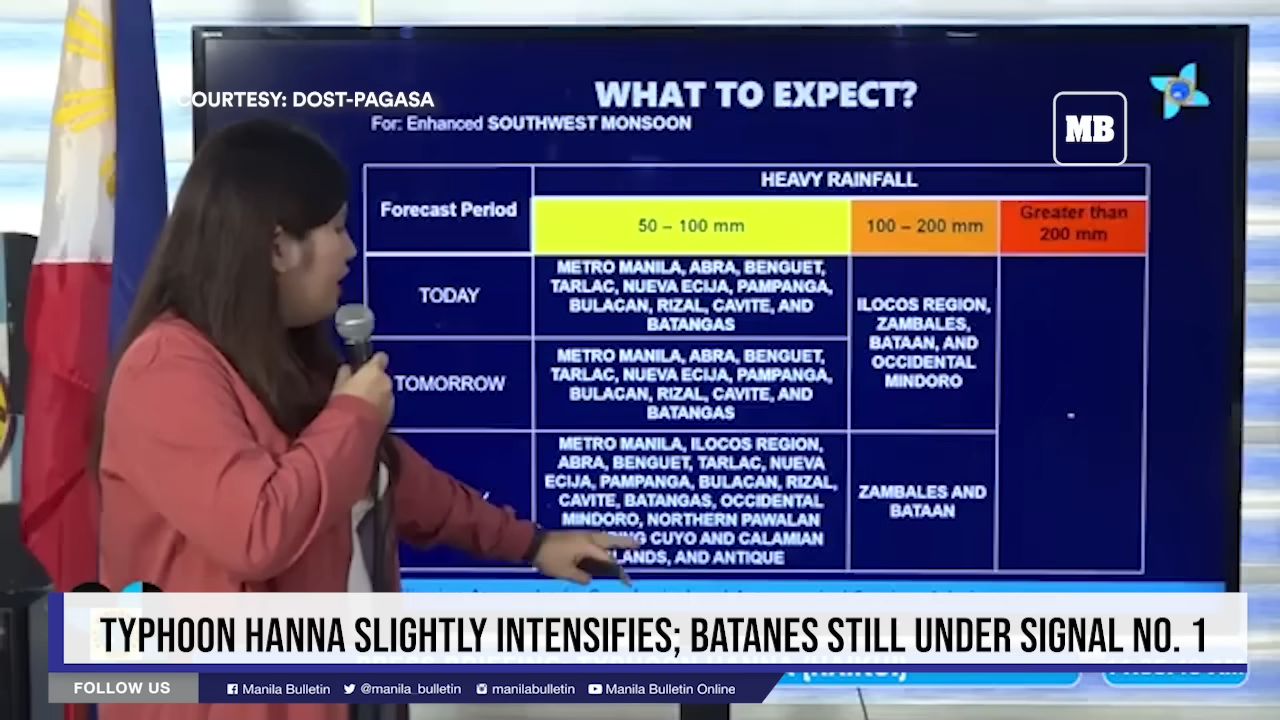 COURTESY: DOST-PAGASA
WHAT TO EXPECT?
For: Enhanced SOUTHWEST MONSOON
MB
HEAVY RAINFALL
Forecast Period
50 – 100 mm
100 – 200 mm
Greater than
200 mm
TODAY
METRO MANILA, ABRA, BENGUET,
TARLAC, NUEVA ECIJA, PAMPANGA,
BULACAN, RIZAL, CAVITE, AND
BATANGAS
ILOCOS REGION,
ZAMBALES,
BATAAN, AND
OCCIDENTAL
MINDORO
-
TOMORROW
METRO MANILA, ABRA, BENGUET,
TARLAC, NUEVA ECIJA, PAMPANGA,
BULACAN, RIZAL, CAVITE, AND
BATANGAS
METRO MANILA, ILOCOS REGION,
ABRA, BENGUET, TARLAC, NUEVA
ECIJA, PAMPANGA, BULACAN, RIZAL,
CAVITE, BATANGAS, OCCIDENTAL
MINDORO, NORTHERN PAWALAN
CUYO AND CALAMIAN
AND ANTIQUE
ZAMBALES AND
BATAAN
TYPHOON HANNA SLIGHTLY INTENSIFIES; BATANES STILL UNDER SIGNAL NO. 1
FOLLOW US
Manila Bulletin
@manila_bulletin
manilabulletin
Manila Bulletin Online